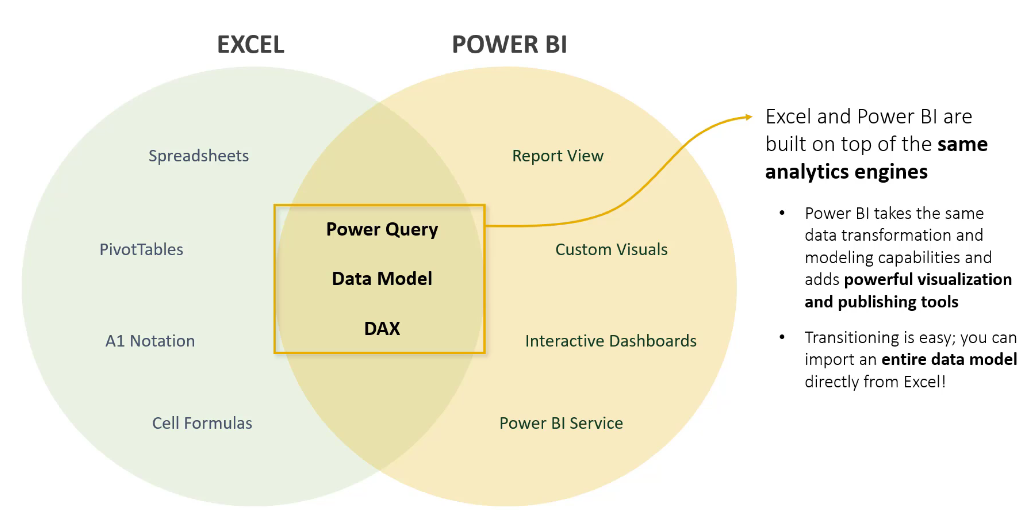 EXCEL
POWER BI
Spreadsheets
PivotTables
A1 Notation
Cell Formulas
Power Query
Data Model
DAX
Report View
Custom Visuals
Interactive Dashboards
Power BI Service
Excel and Power BI are
built on top of the same
analytics engines
• Power BI takes the same
data transformation and
modeling capabilities and
adds powerful visualization
and publishing tools
• Transitioning is easy; you can
import an entire data model
directly from Excel!